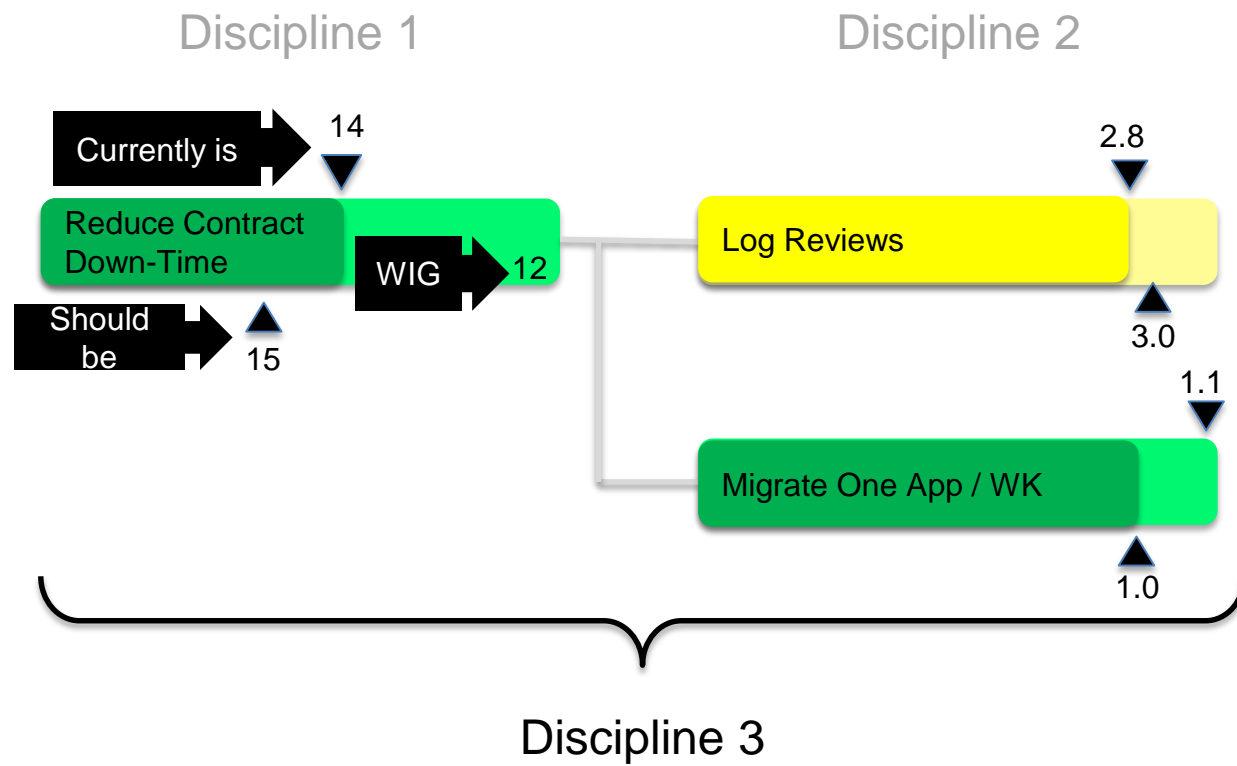 Discipline 1
Discipline 2
Currently is
14
2.8
Reduce Contract
Down-Time
WIG
12
Log Reviews
Should
be
15
3.0
1.1
Migrate One App / WK
1.0
Discipline 3